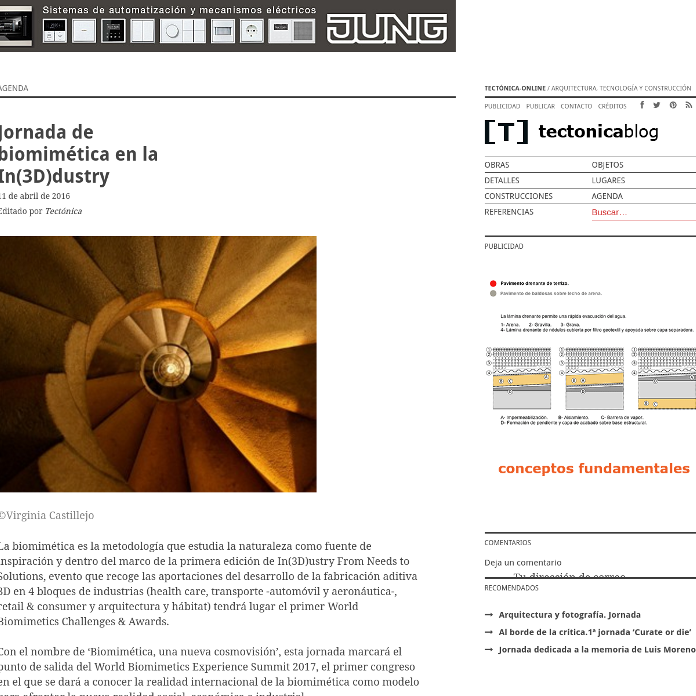 Sistemas de automatización y mecanismos eléctricos
JUNG
AGENDA
Jornada de
biomimética en la
In(3D)dustry
11 de abril de 2016
Editado por Tectónica
©Virginia Castillejo
La biomimética es la metodología que estudia la naturaleza como fuente de
inspiración y dentro del marco de la primera edición de In(3D)ustry From Needs to
Solutions, evento que recoge las aportaciones del desarrollo de la fabricación aditiva
3D en 4 bloques de industrias (health care, transporte -automóvil y aeronáutica-,
retail & consumer y arquitectura y hábitat) tendrá lugar el primer World
Biomimetics Challenges & Awards.
Con el nombre de ‘Biomimética, una nueva cosmovisión’, esta jornada marcará el
punto de salida del World Biomimetics Experience Summit 2017, el primer congreso
en el que se dará a conocer la realidad internacional de la biomimética como modelo
TECTÓNICA-ONLINE / ARQUITECTURA, TECNOLOGÍA Y CONSTRUCCIÓN
PUBLICIDAD PUBLICAR CONTACTO CRÉDITOS
[T] tectonicablog
OBRAS OBJETOS
DETALLES LUGARES
CONSTRUCCIONES AGENDA
REFERENCIAS Buscar...
PUBLICIDAD
Pavimento drenante de terrizo.
Pavimento de baldosas sobre lecho de arena.
La lámina drenante permite una rápida evacuación del agua.
1- Arena. 2- Gravilla. 3- Grava.
4- Lámina drenante de nódulos cubierta por filtro geotextil y apoyada sobre capa separadora.
A- Impermeabilización. B- Aislamiento. C- Barrera de vapor.
D- Formación de pendiente y capa de acabado sobre base estructural.
conceptos fundamentales
COMENTARIOS
Deja un comentario
RECOMENDADOS
Arquitectura y fotografía. Jornada
Al borde de la crítica.1ª jornada ‘Curate or die’
Jornada dedicada a la memoria de Luis Moreno